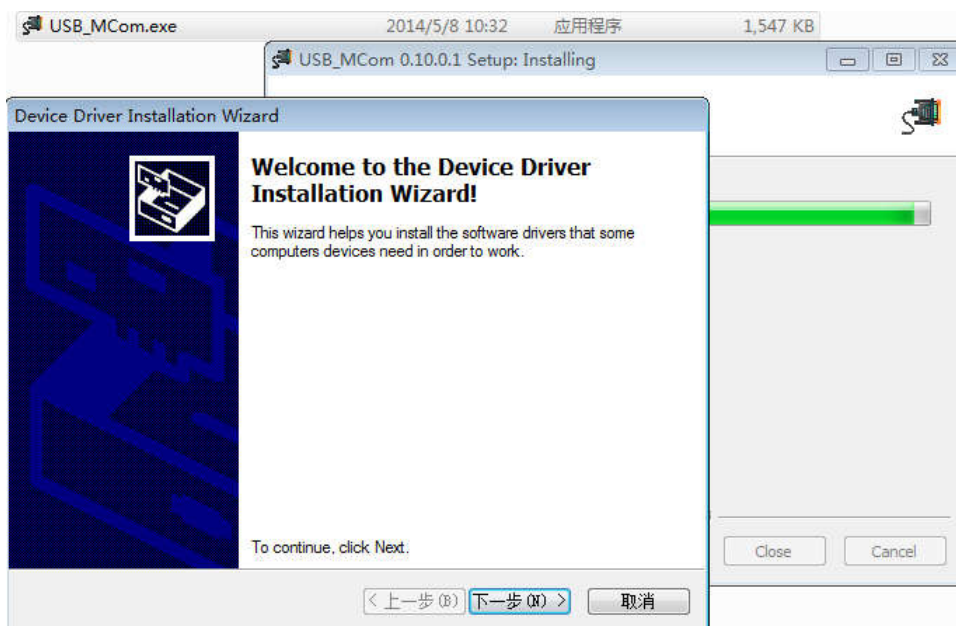 USB_MCom.exe 2014/5/8 10:32 应用程序 1,547 KB
USB_MCom 0.10.0.1 Setup: Installing
Device Driver Installation Wizard
Welcome to the Device Driver
Installation Wizard!
This wizard helps you install the software drivers that some
computers devices need in order to work.
To continue, click Next.
< 上一步(B) 下一步(N) > 取消
Close Cancel